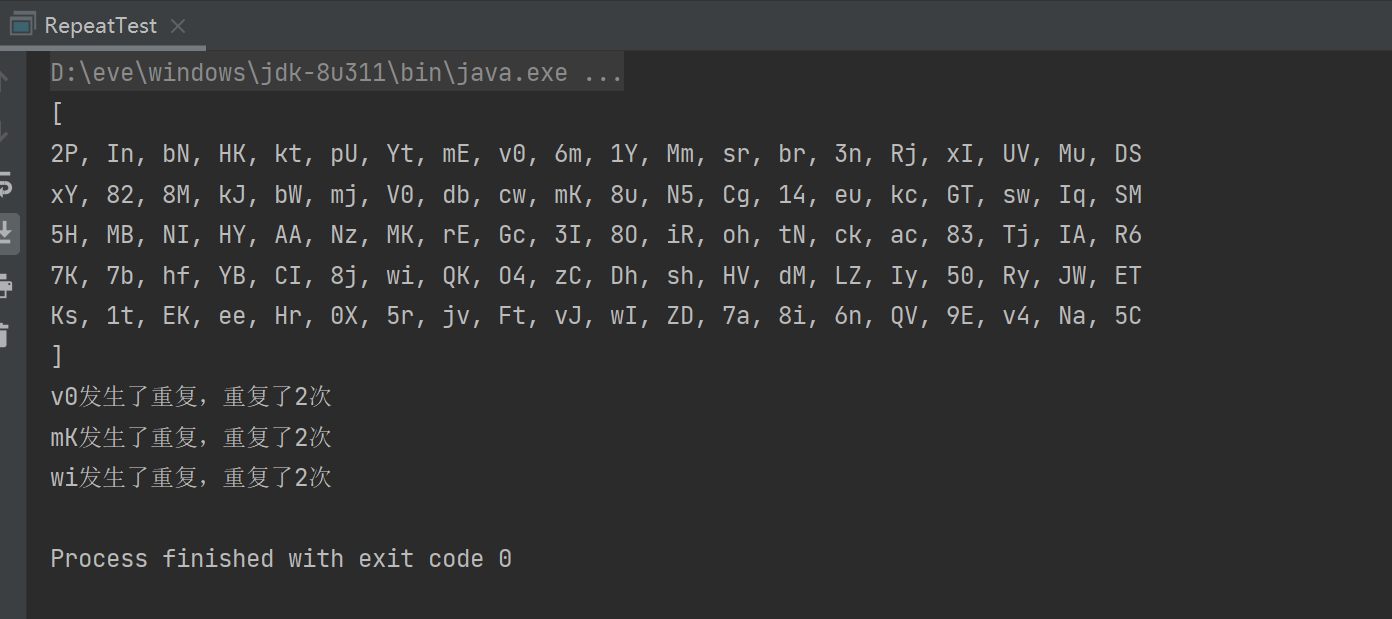 RepeatTest
D:\eve\windows\jdk-8u311\bin\java.exe ...
[
2P, In, bN, HK, kt, pU, Yt, mE, v0, 6m, 1Y, Mm, sr, br, 3n, Rj, xI, UV, Mu, DS
xY, 82, 8M, kJ, bW, mj, V0, db, cw, mK, 8u, N5, Cg, 14, eu, kc, GT, sw, Iq, SM
5H, MB, NI, HY, AA, Nz, MK, rE, Gc, 3I, 8O, iR, oh, tN, ck, ac, 83, Tj, IA, R6
7K, 7b, hf, YB, CI, 8j, wi, QK, O4, zC, Dh, sh, HV, dM, LZ, Iy, 50, Ry, JW, ET
Ks, 1t, EK, ee, Hr, 0X, 5r, jv, Ft, vJ, wI, ZD, 7a, 8i, 6n, QV, 9E, v4, Na, 5C
]
v0发生了重复，重复了2次
mK发生了重复，重复了2次
wi发生了重复，重复了2次
Process finished with exit code 0